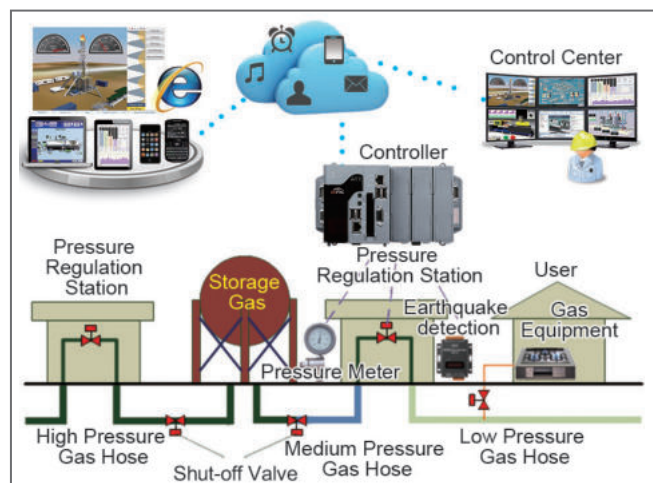 Control Center
Controller
Pressure
Regulation
Station
Storage
Gas
Pressure
Regulation Station
User
Earthquake
detection
Gas
Equipment
Pressure Meter
High Pressure
Gas Hose
Shut-off Valve
Medium Pressure
Gas Hose
Low Pressure
Gas Hose